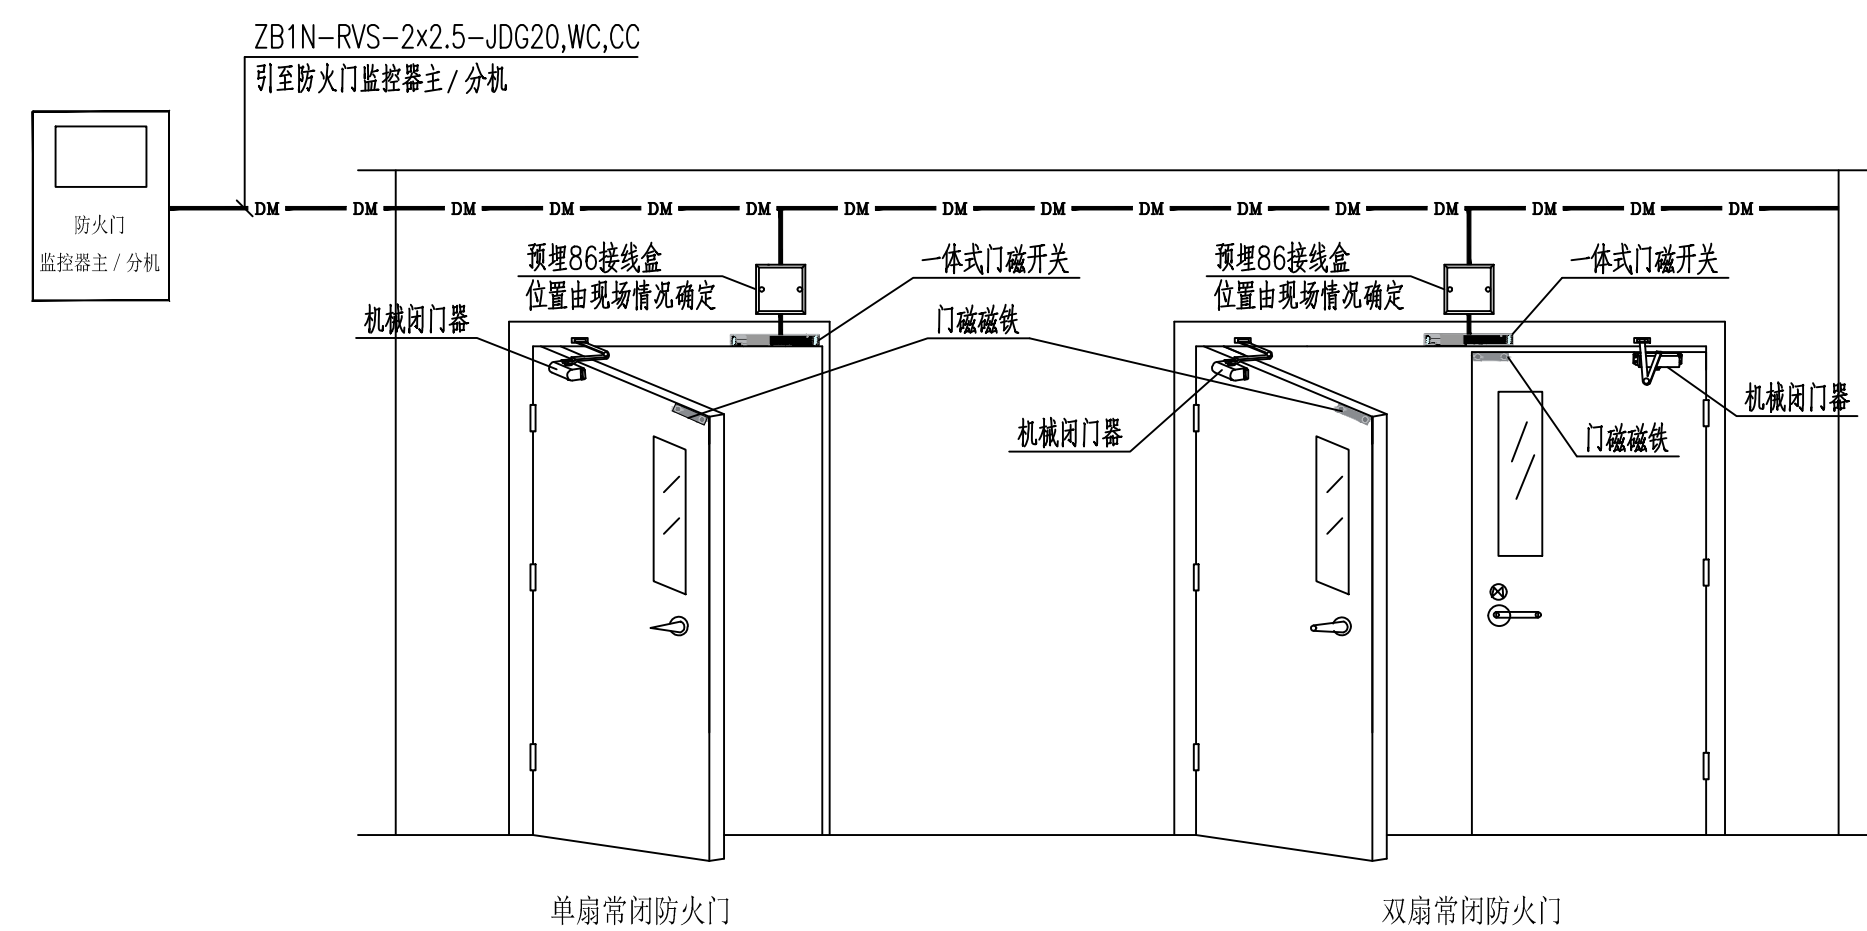 ZB1N-RVS-2x2.5-JDG20,WC,CC
引至防火门监控器主/分机
防火门
监控器主/分机
DM DM DM DM DM DM DM DM DM DM DM DM DM DM DM DM
预埋86接线盒
位置由现场情况确定
一体式门磁开关
预埋86接线盒
位置由现场情况确定
一体式门磁开关
机械闭门器
门磁磁铁
机械闭门器
机械闭门器
门磁磁铁
单扇常闭防火门
双扇常闭防火门